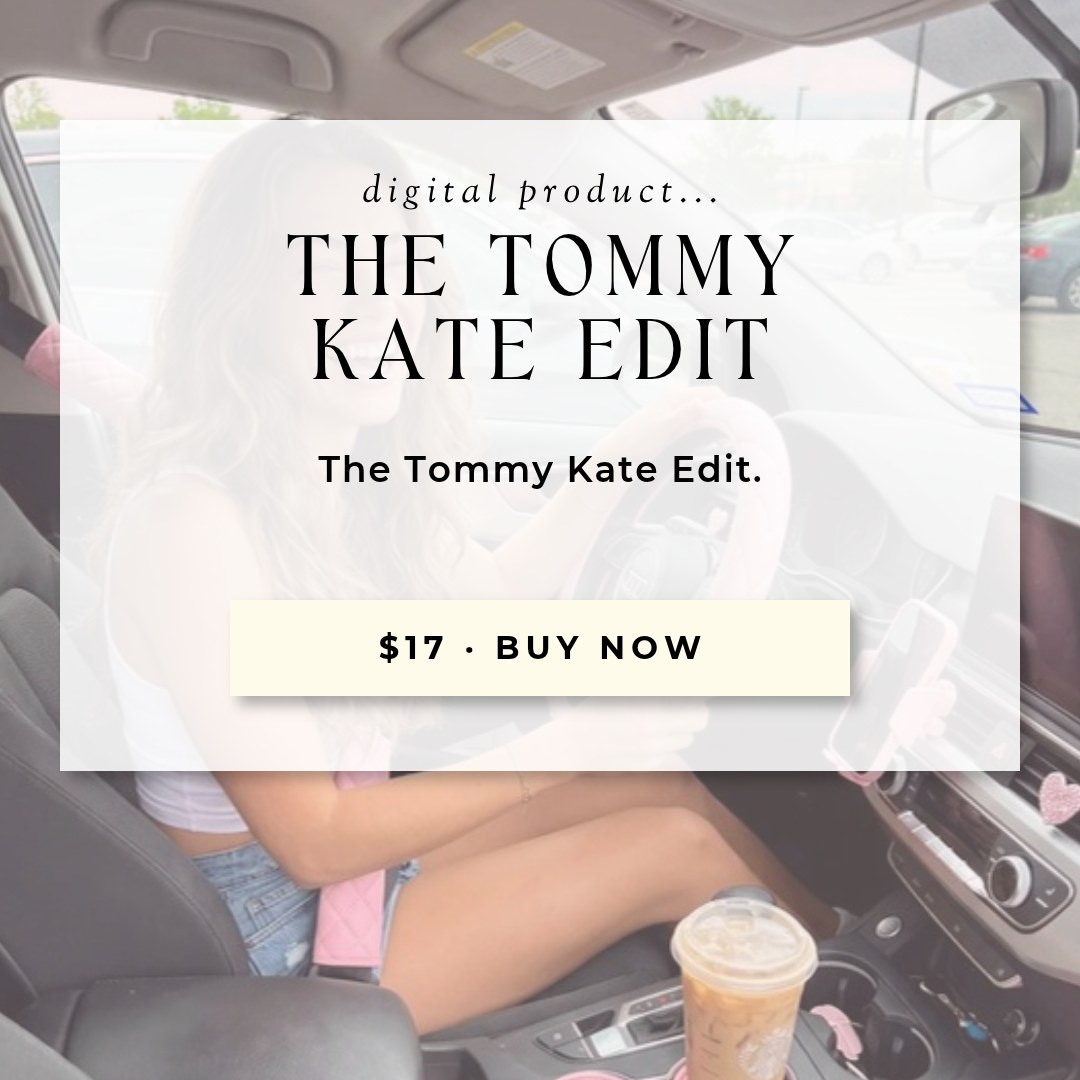 digital product...
THE TOMMY
KATE EDIT
The Tommy Kate Edit.
$17 · BUY NOW